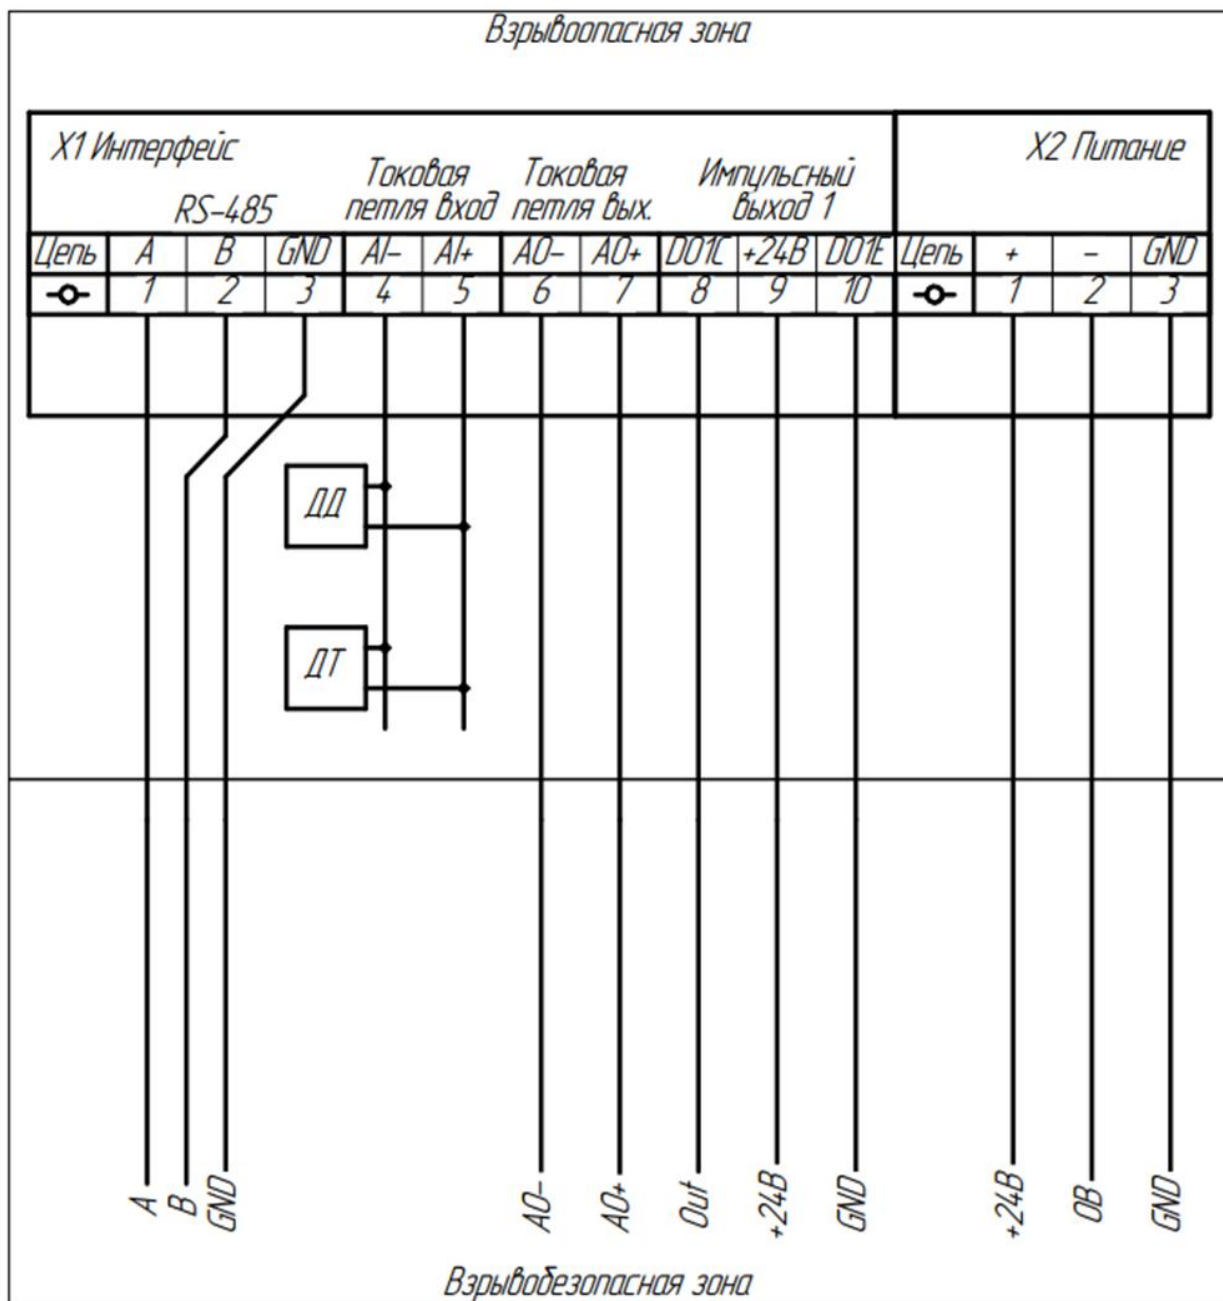 Взрывоопасная зона
X1 Интерфейс
X2 Питание
RS-485
Токовая петля вход
Токовая петля вых.
Импульсный выход 1
Цепь A B GND AI- AI+ AO- AO+ DO1C +24В DO1E Цепь + - GND
1 2 3 4 5 6 7 8 9 10 1 2 3
ДД
ДТ
A B GND AO- AO+ Out +24В GND +24В 0В GND
Взрывобезопасная зона